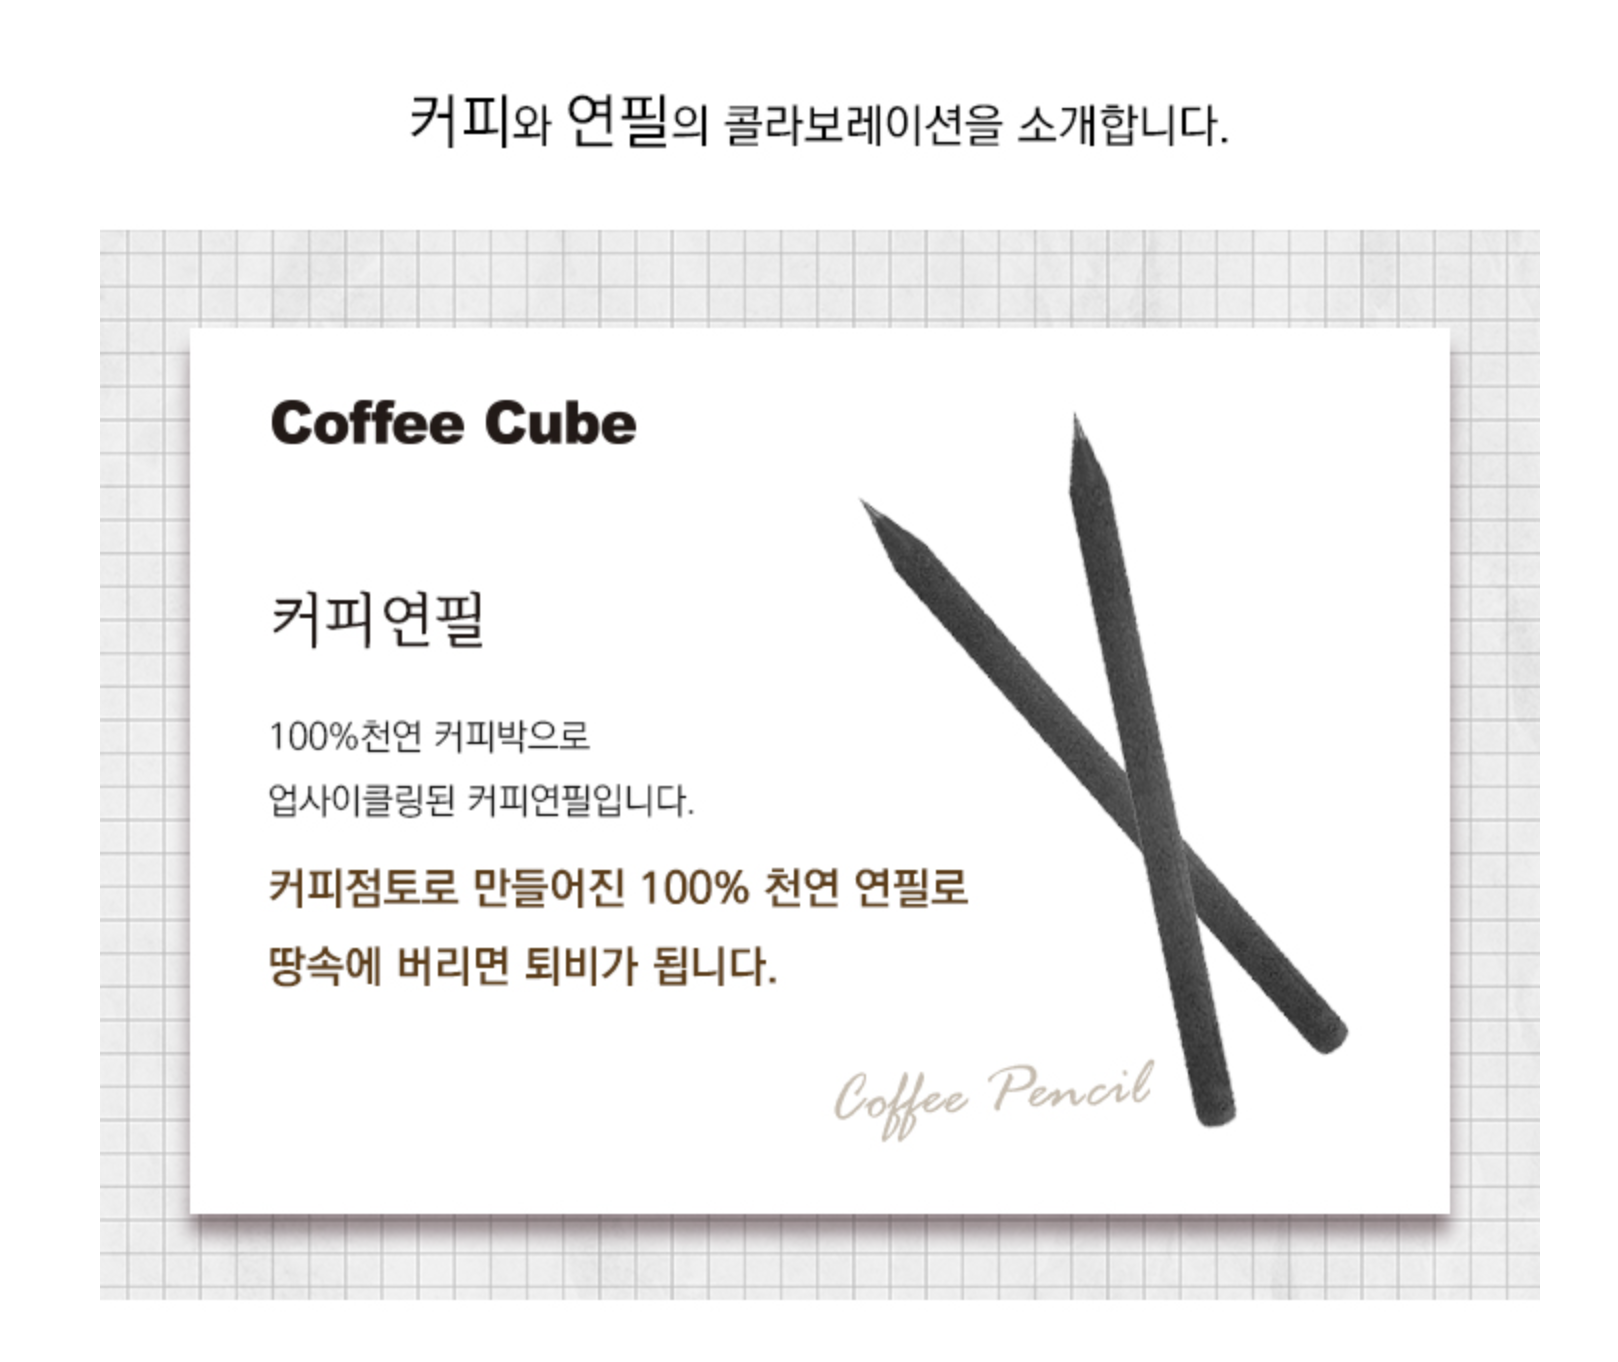 커피와 연필의 콜라보레이션을 소개합니다.
Coffee Cube
커피연필
100%천연 커피박으로
업사이클링된 커피연필입니다.
커피점토로 만들어진 100% 천연 연필로
땅속에 버리면 퇴비가 됩니다.
Coffee Pencil